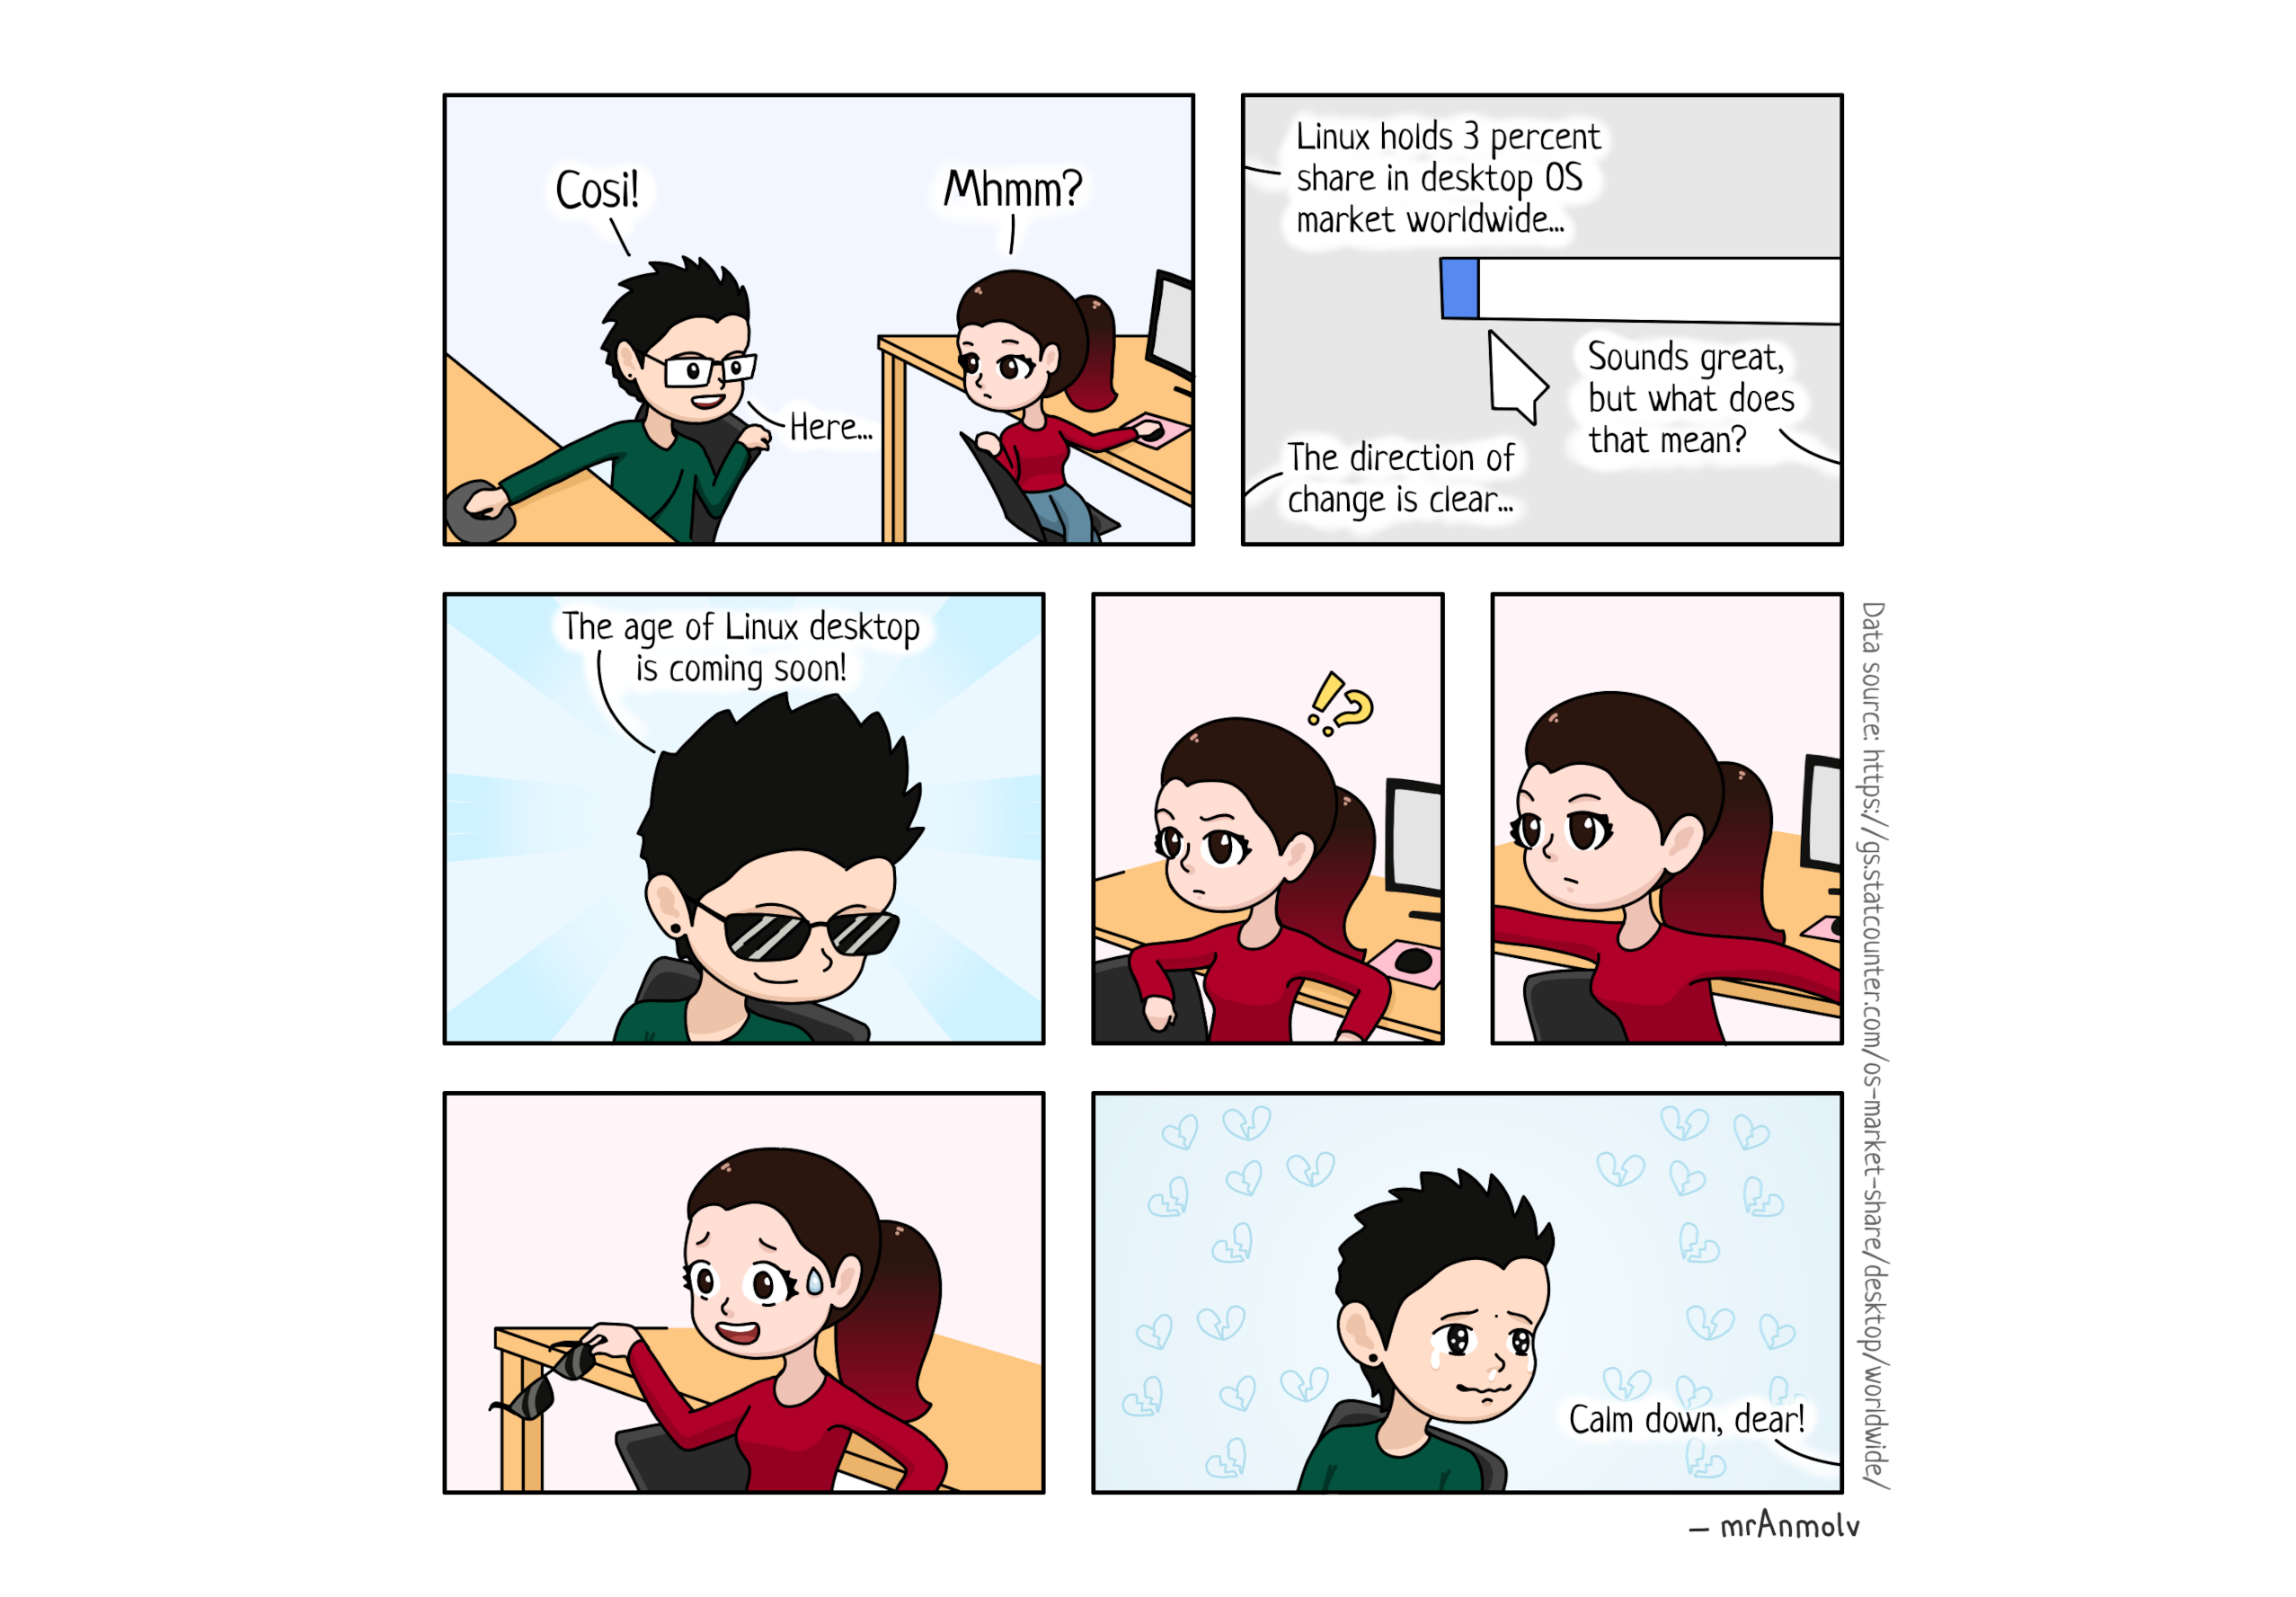 Cosi!
Mhmm?
Here...
Linux holds 3 percent
share in desktop OS
market worldwide...
Sounds great,
but what does
that mean?
The direction of
change is clear...
The age of Linux desktop
is coming soon!
!?
Calm down, dear!
Data source: https://gs.statcounter.com/os-market-share/desktop/worldwide/
– mrAnmolv